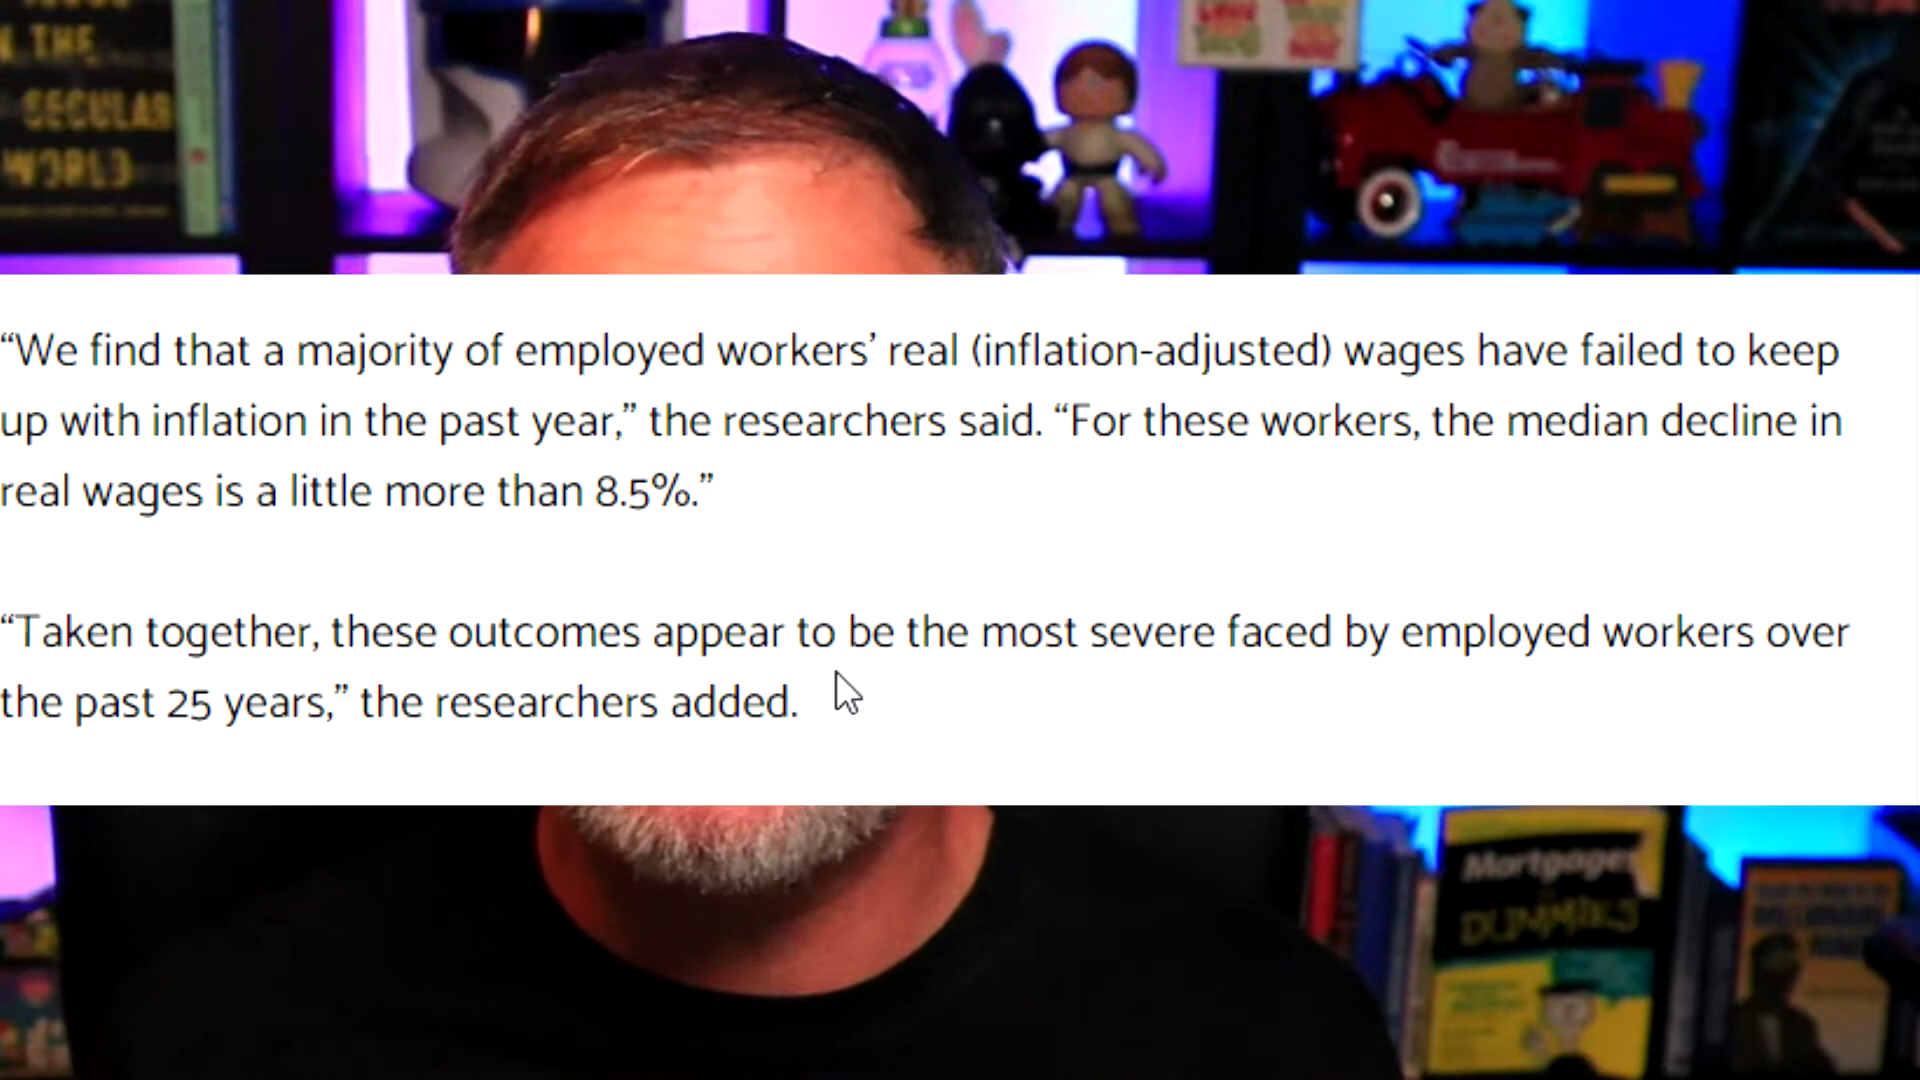 N THE
SECULAR
WORLD
“We find that a majority of employed workers’ real (inflation-adjusted) wages have failed to keep
up with inflation in the past year,” the researchers said. “For these workers, the median decline in
real wages is a little more than 8.5%.”
“Taken together, these outcomes appear to be the most severe faced by employed workers over
the past 25 years,” the researchers added.
Mortgages
DUMMIES